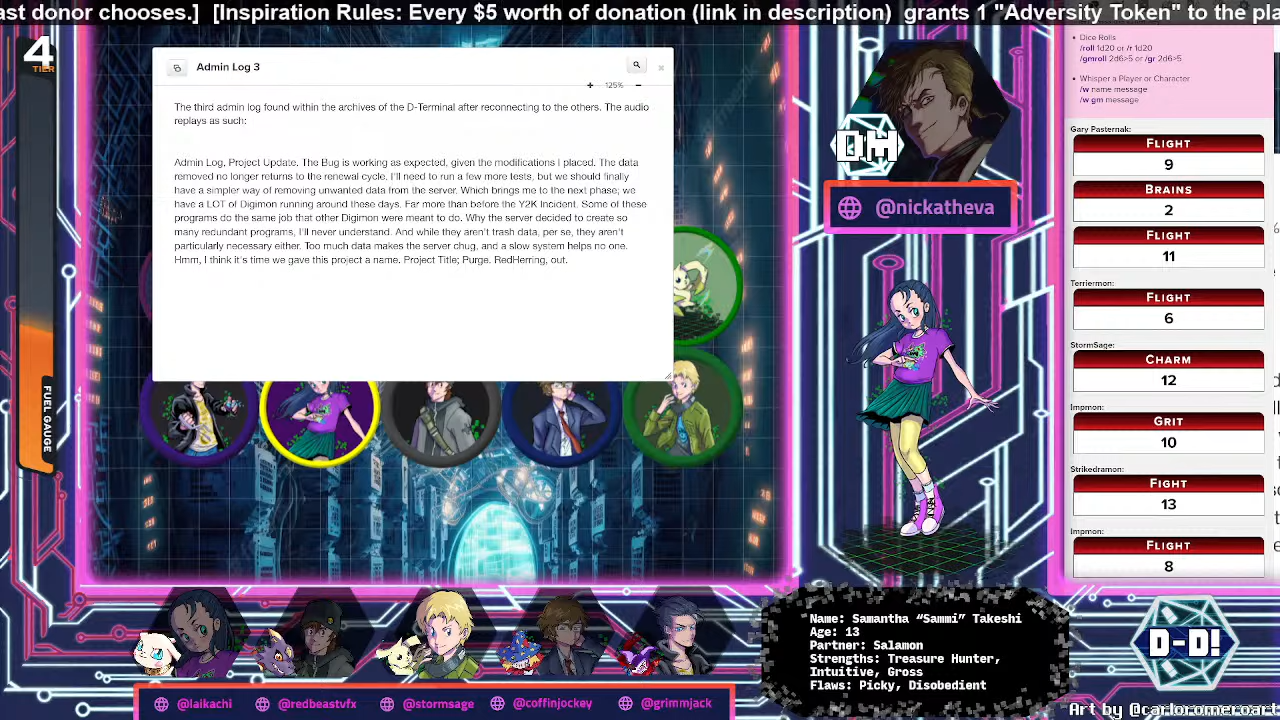 ast donor chooses.] [Inspiration Rules: Every $5 worth of donation (link in description) grants 1 "Adversity Token" to the pla
4
TIER
FUEL GAUGE
Admin Log 3
125%
The third admin log found within the archives of the D-Terminal after reconnecting to the others. The audio
replays as such:
Admin Log, Project Update. The Bug is working as expected, given the modifications I placed. The data
removed no longer returns to the renewal cycle. I'll need to run a few more tests, but we should finally
have a simpler way of removing unwanted data from the server. Which brings me to the next phase; we
have a LOT of Digimon running around these days. Far more than before the Y2K Incident. Some of these
programs do the same job that other Digimon were meant to do. Why the server decided to create so
many redundant programs, I'll never understand. And while they aren't trash data, per se, they aren't
particularly necessary either. Too much data makes the server chug, and a slow system helps no one.
Hmm, I think it's time we gave this project a name. Project Title; Purge. RedHerring, out.
DM
@nickatheva
Dice Rolls
/roll 1d20 or /r 1d20
/gmroll 2d6>5 or /gr 2d6>5
Whisper a Player or Character
/w name message
/w gm message
Gary Pasternak:
FLIGHT
9
BRAINS
2
FLIGHT
11
Terriermon:
FLIGHT
6
StormSage:
CHARM
12
Impmon:
GRIT
10
Strikedramon:
FIGHT
13
Impmon:
FLIGHT
8
Name: Samantha “Sammi” Takeshi
Age: 13
Partner: Salamon
Strengths: Treasure Hunter,
Intuitive, Gross
Flaws: Picky, Disobedient
D-D!
@laikachi
@redbeastvfx
@stormsage
@coffinjockey
@grimmjack
Art by @carlocromeroart